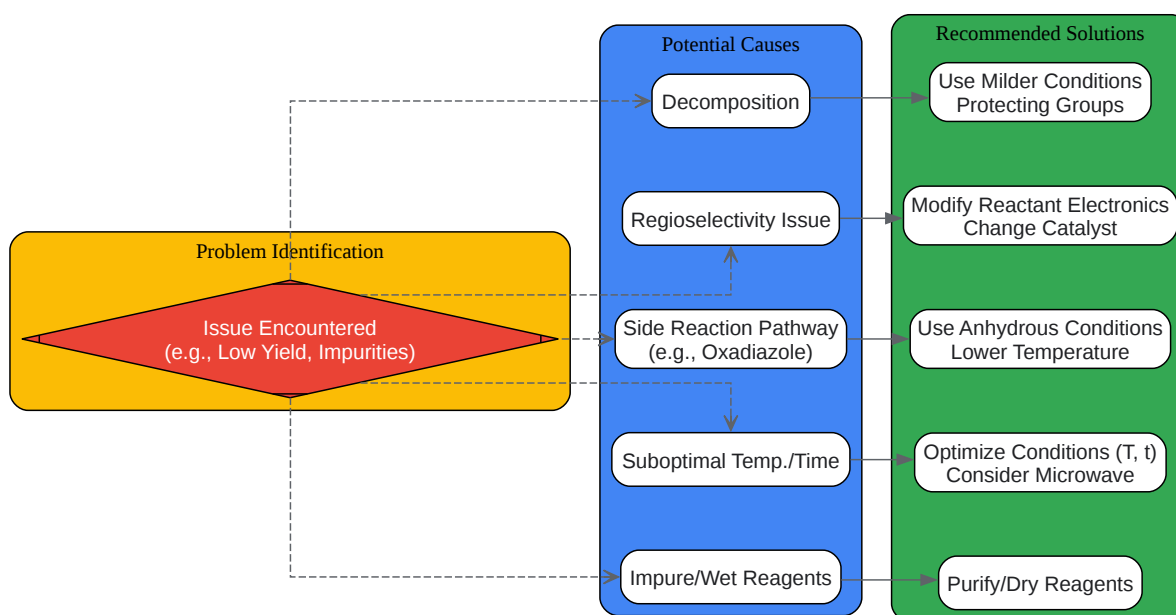 Problem Identification
Issue Encountered
(e.g., Low Yield, Impurities)
Potential Causes
Decomposition
Regioselectivity Issue
Side Reaction Pathway
(e.g., Oxadiazole)
Suboptimal Temp./Time
Impure/Wet Reagents
Recommended Solutions
Use Milder Conditions
Protecting Groups
Modify Reactant Electronics
Change Catalyst
Use Anhydrous Conditions
Lower Temperature
Optimize Conditions (T, t)
Consider Microwave
Purify/Dry Reagents